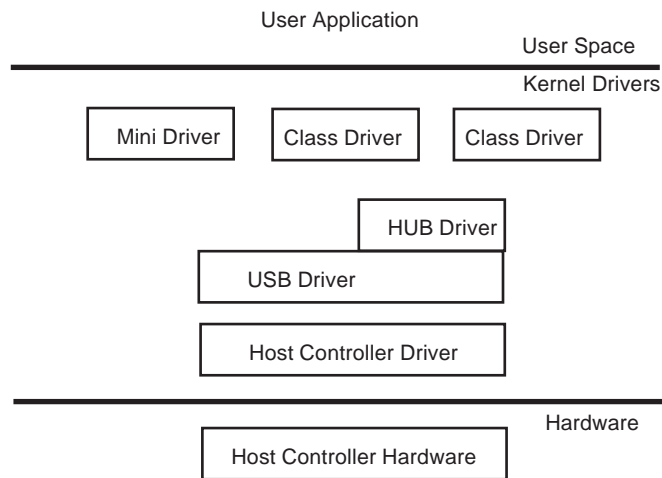 User Application
User Space
Kernel Drivers
Mini Driver
Class Driver
Class Driver
HUB Driver
USB Driver
Host Controller Driver
Hardware
Host Controller Hardware